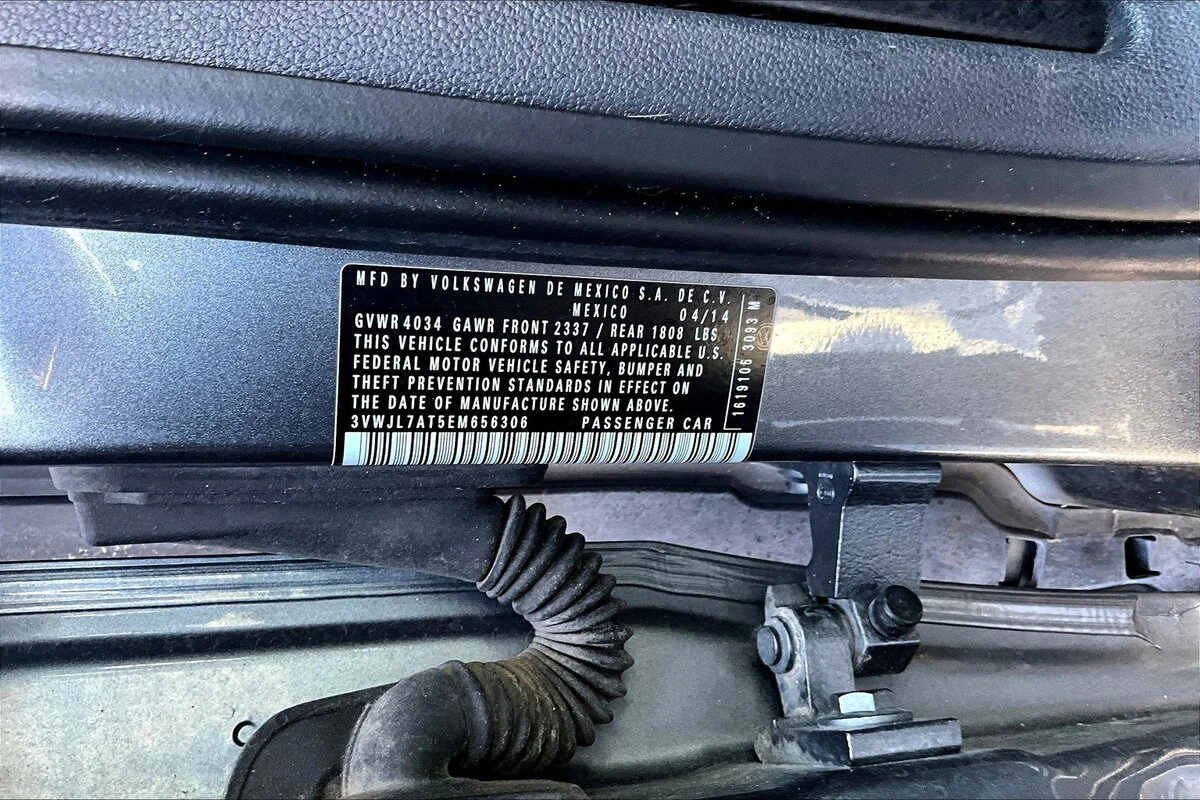 MFD BY VOLKSWAGEN DE MEXICO S.A. DE C.V.
MEXICO 04/14
GVWR 4034 GAWR FRONT 2337 / REAR 1808 LBS
THIS VEHICLE CONFORMS TO ALL APPLICABLE U.S.
FEDERAL MOTOR VEHICLE SAFETY, BUMPER AND
THEFT PREVENTION STANDARDS IN EFFECT ON
THE DATE OF MANUFACTURE SHOWN ABOVE.
3VWJL7AT5EM656306 PASSENGER CAR
1619106 3093 M